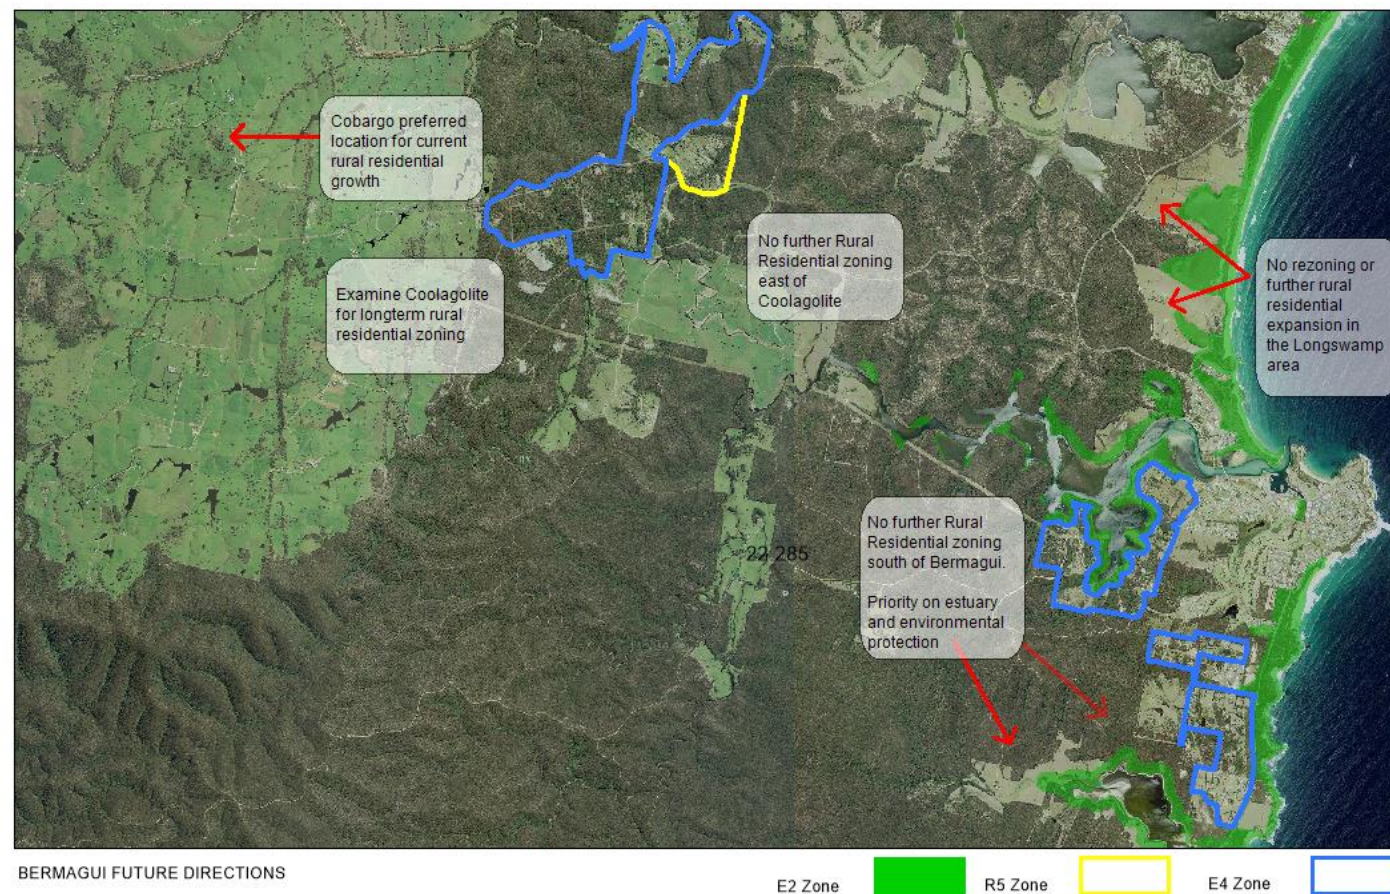 Cobargo preferred
location for current
rural residential
growth
No further Rural
Residential zoning
east of
Coolagolite
No rezoning or
further rural
residential
expansion in
the Longswamp
area
Examine Coolagolite
for longterm rural
residential zoning
No further Rural
Residential zoning
south of Bermagui.
Priority on estuary
and environmental
protection
22 285
BERMAGUI FUTURE DIRECTIONS
E2 Zone
R5 Zone
E4 Zone